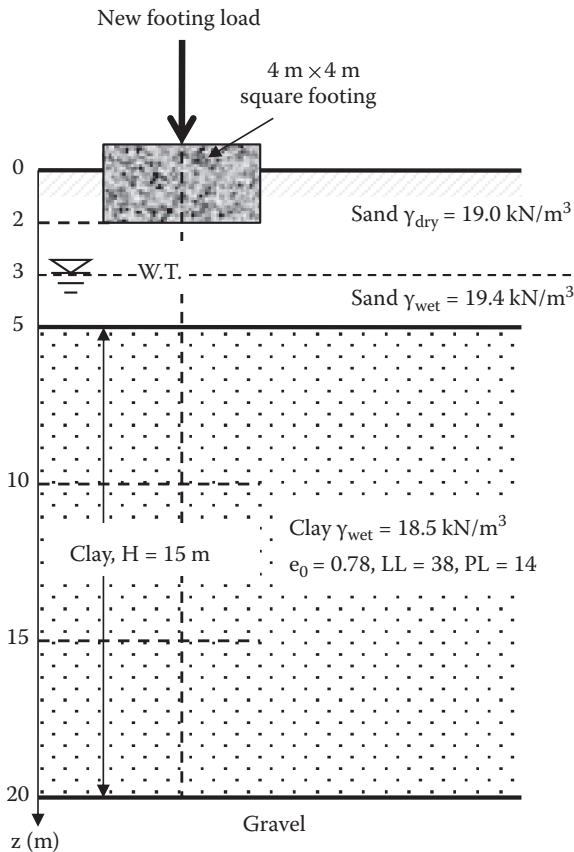 New footing load
4 m × 4 m
square footing
0
Sand γdry = 19.0 kN/m³
2
3
W.T.
Sand γwet = 19.4 kN/m³
5
10
Clay γwet = 18.5 kN/m³
Clay, H = 15 m
e₀ = 0.78, LL = 38, PL = 14
15
20
Gravel
z (m)